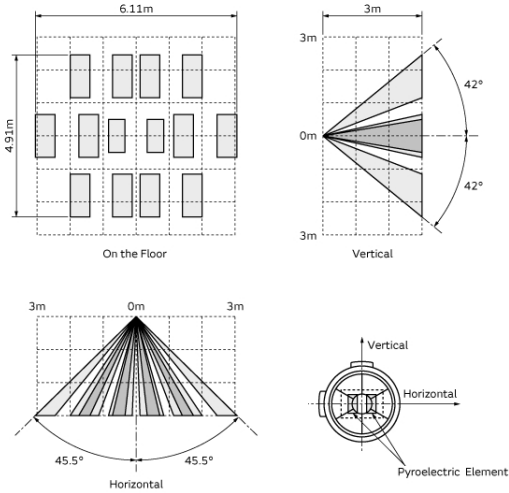 6.11m
4.91m
On the Floor
3m
3m
0m
3m
42°
42°
Vertical
3m
0m
3m
45.5°
45.5°
Horizontal
Vertical
Horizontal
Pyroelectric Element